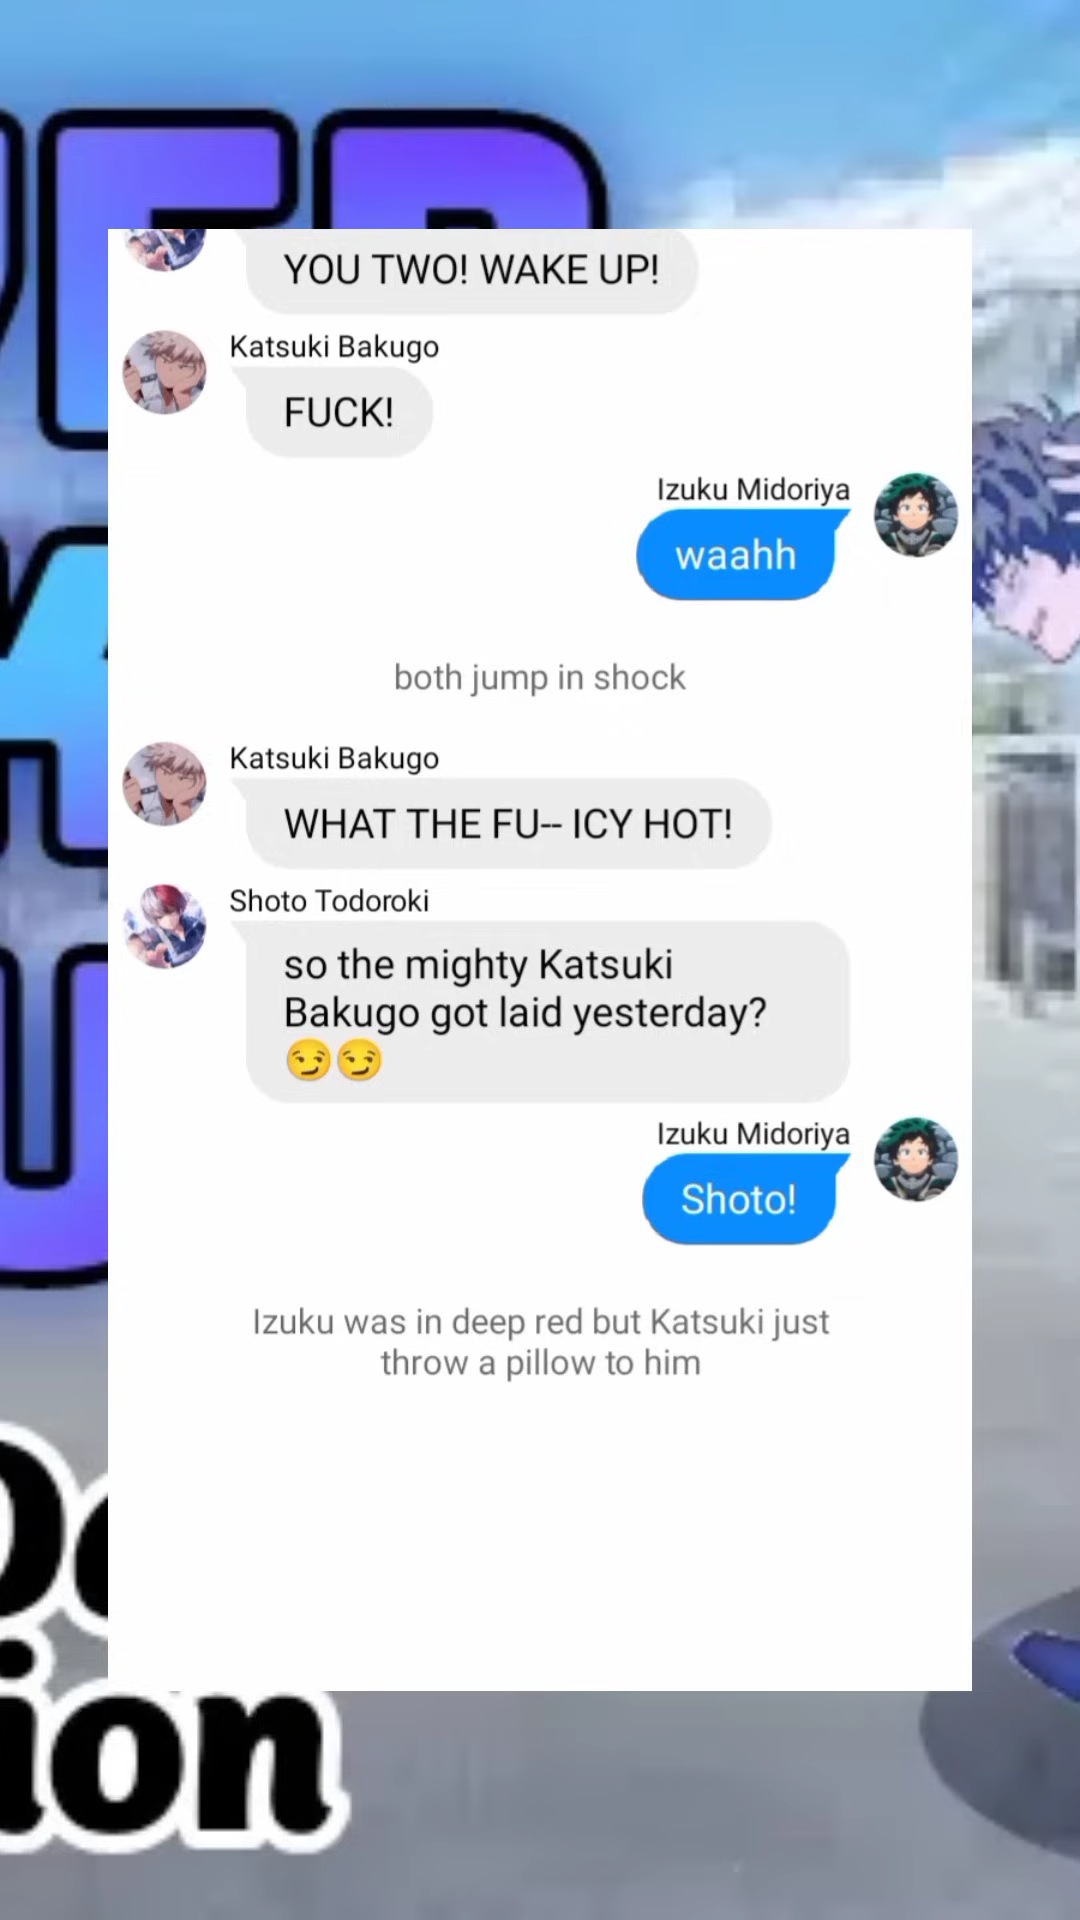 YOU TWO! WAKE UP!
Katsuki Bakugo
FUCK!
Izuku Midoriya
waahh
both jump in shock
Katsuki Bakugo
WHAT THE FU-- ICY HOT!
Shoto Todoroki
so the mighty Katsuki
Bakugo got laid yesterday?
😏😏
Izuku Midoriya
Shoto!
Izuku was in deep red but Katsuki just
throw a pillow to him
ion